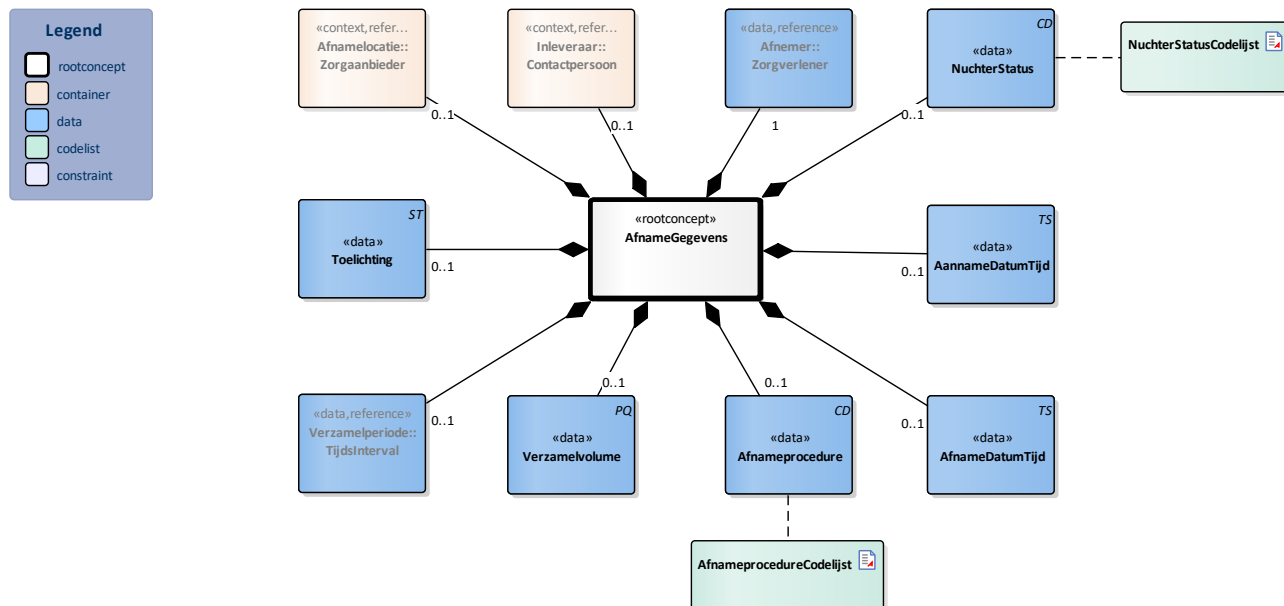 Legend
rootconcept
container
data
codelist
constraint
«context,refer...
Afnamelocatie::
Zorgaanbieder
0..1
«context,refer...
Inleveraar::
Contactpersoon
0..1
«data,reference»
Afnemer::
Zorgverlener
1
CD
«data»
NuchterStatus
0..1
NuchterStatusCodelijst
ST
«data»
Toelichting
0..1
«rootconcept»
AfnameGegevens
TS
«data»
AannameDatumTijd
0..1
«data,reference»
Verzamelperiode::
TijdsInterval
0..1
PQ
«data»
Verzamelvolume
0..1
CD
«data»
Afnameprocedure
0..1
TS
«data»
AfnameDatumTijd
0..1
AfnameprocedureCodelijst